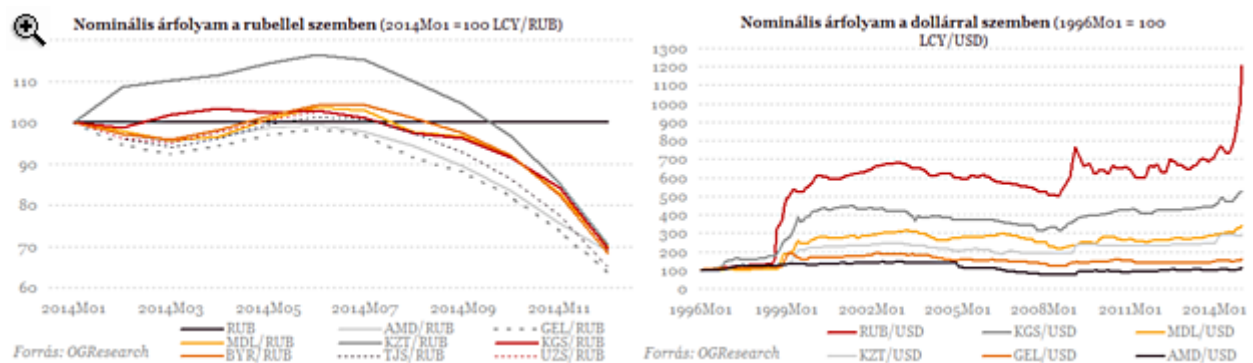 Nominális árfolyam a rubellel szemben (2014M01 =100 LCY/RUB)
110
100
90
80
70
60
2014M01 2014M03 2014M05 2014M07 2014M09 2014M11
RUB AMD/RUB GEL/RUB
MDL/RUB KZT/RUB KGS/RUB
BYR/RUB TJS/RUB UZS/RUB
Forrás: OGResearch
Nominális árfolyam a dollárral szemben (1996M01 = 100
LCY/USD)
1300
1200
1100
1000
900
800
700
600
500
400
300
200
100
0
1996M01 1999M01 2002M01 2005M01 2008M01 2011M01 2014M01
RUB/USD KGS/USD MDL/USD
KZT/USD GEL/USD AMD/USD
Forrás: OGResearch